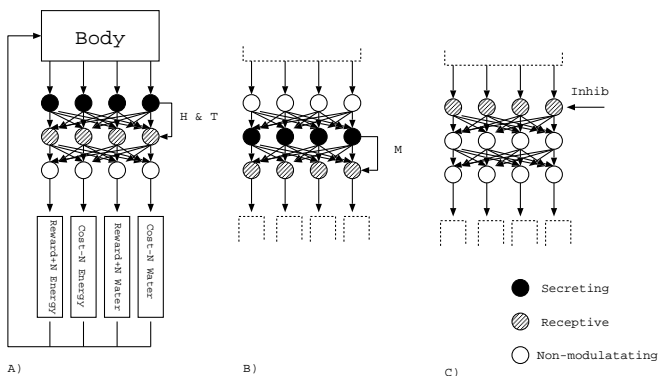 Body
H & T
Reward+N Energy
Cost-N Energy
Reward+N Water
Cost-N Water
A)
M
B)
Inhib
C)
Secreting
Receptive
Non-modulatating